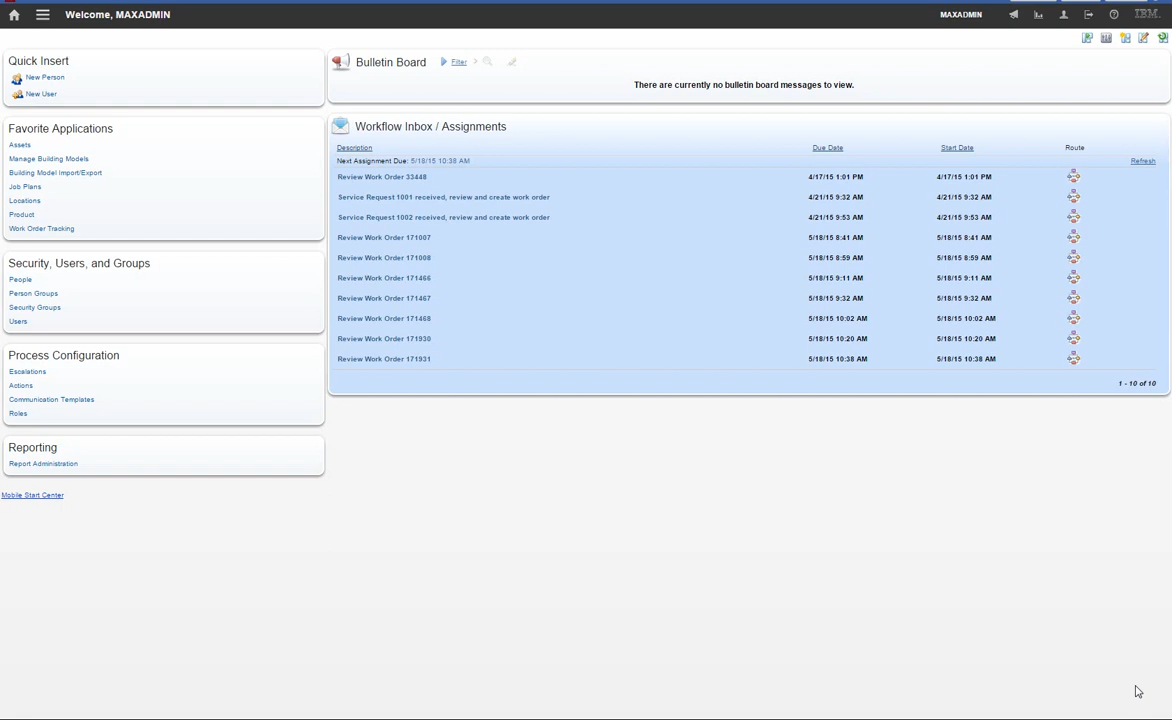 Welcome, MAXADMIN
MAXADMIN
IBM
Quick Insert
New Person
New User
Favorite Applications
Assets
Manage Building Models
Building Model Import/Export
Job Plans
Locations
Product
Work Order Tracking
Security, Users, and Groups
People
Person Groups
Security Groups
Users
Process Configuration
Escalations
Actions
Communication Templates
Roles
Reporting
Report Administration
Mobile Start Center
Bulletin Board Filter
There are currently no bulletin board messages to view.
Workflow Inbox / Assignments
Description Due Date Start Date Route
Next Assignment Due: 5/18/15 10:38 AM Refresh
Review Work Order 33448 4/17/15 1:01 PM 4/17/15 1:01 PM
Service Request 1001 received, review and create work order 4/21/15 9:32 AM 4/21/15 9:32 AM
Service Request 1002 received, review and create work order 4/21/15 9:53 AM 4/21/15 9:53 AM
Review Work Order 171007 5/18/15 8:41 AM 5/18/15 8:41 AM
Review Work Order 171008 5/18/15 8:59 AM 5/18/15 8:59 AM
Review Work Order 171466 5/18/15 9:11 AM 5/18/15 9:11 AM
Review Work Order 171467 5/18/15 9:32 AM 5/18/15 9:32 AM
Review Work Order 171468 5/18/15 10:02 AM 5/18/15 10:02 AM
Review Work Order 171930 5/18/15 10:20 AM 5/18/15 10:20 AM
Review Work Order 171931 5/18/15 10:38 AM 5/18/15 10:38 AM
1 - 10 of 10